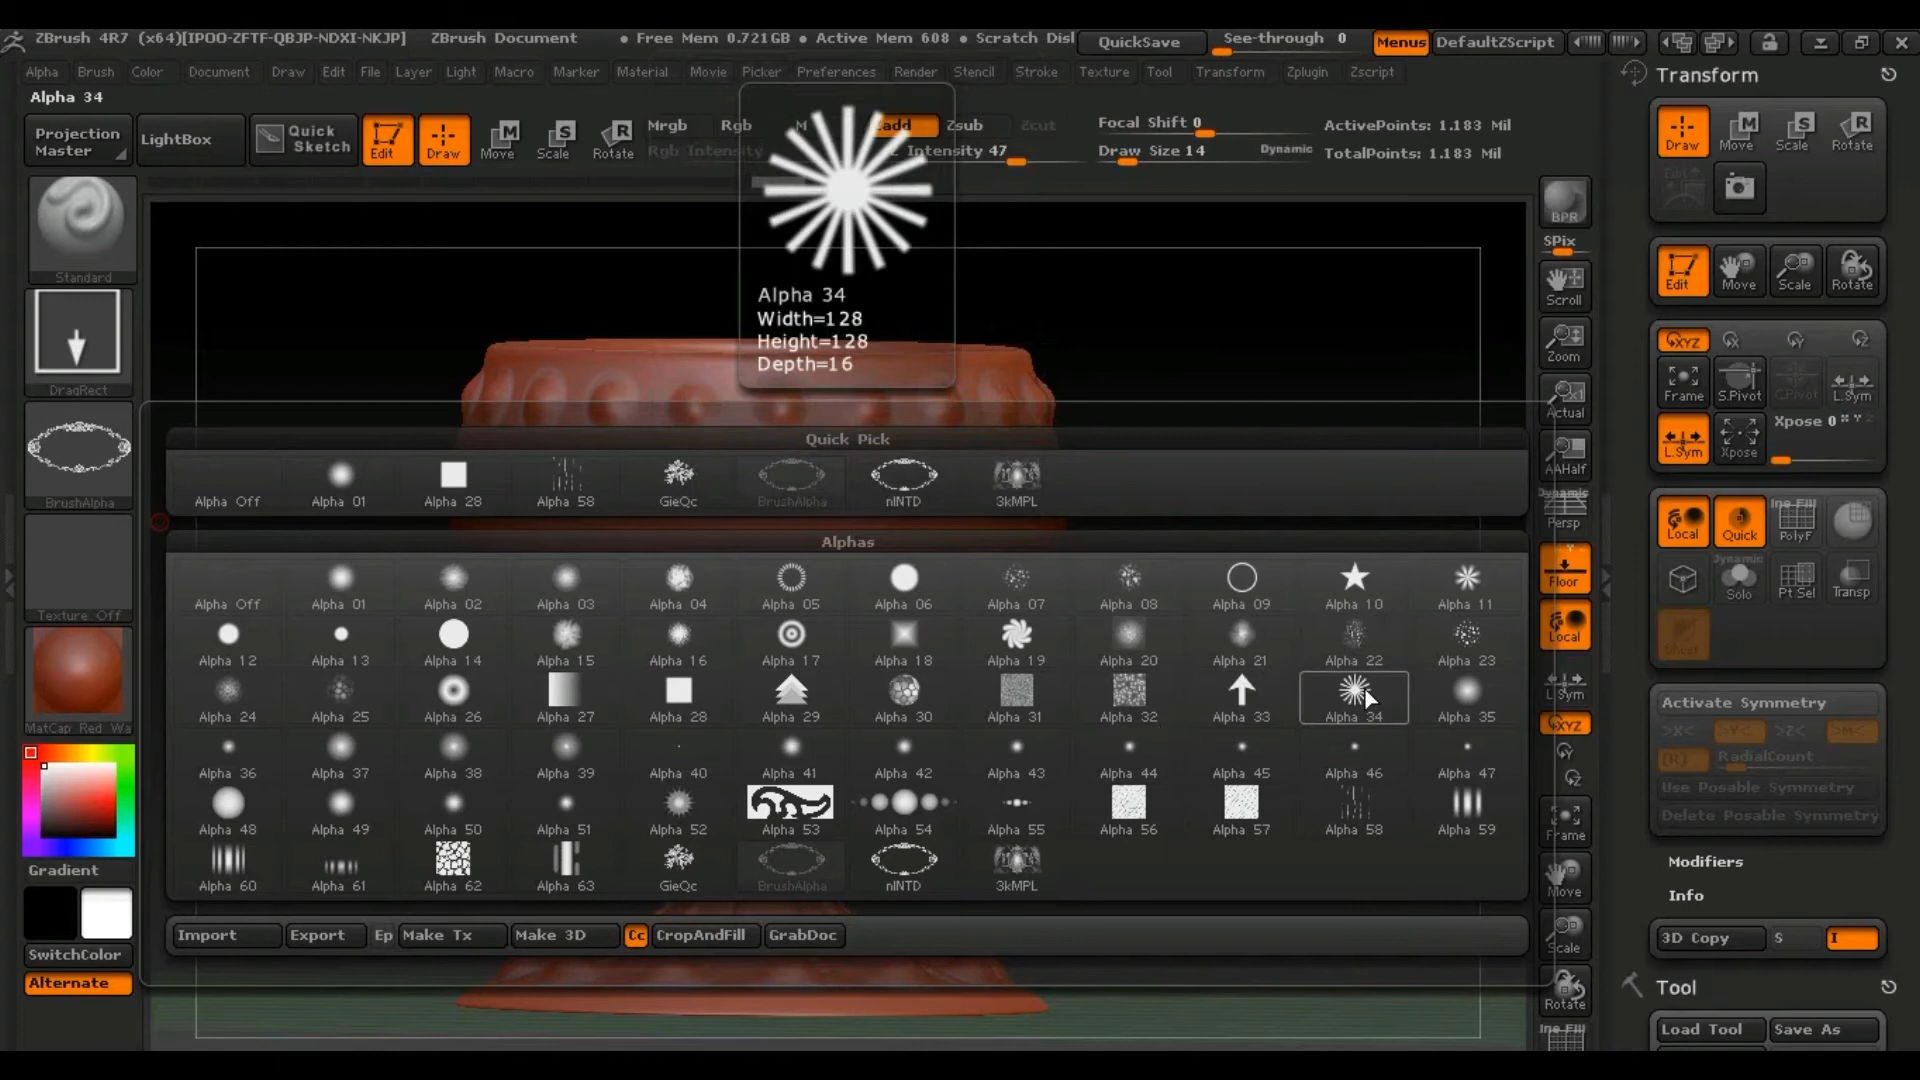 ZBrush 4R7 (x64)[IPOO-ZFTF-QBJP-NDXI-NKJP] ZBrush Document • Free Mem 0.721GB • Active Mem 608 • Scratch Disl QuickSave See-through 0 Menus DefaultZScript
Alpha Brush Color Document Draw Edit File Layer Light Macro Marker Material Movie Picker Preferences Render Stencil Stroke Texture Tool Transform Zplugin Zscript
Alpha 34
Projection Master
LightBox
Quick Sketch
Edit Draw Move Scale Rotate
Mrgb Rgb M Zsub Zcut
Rgb Intensity Intensity 47
Focal Shift 0
Draw Size 14 Dynamic
ActivePoints: 1.183 Mil
TotalPoints: 1.183 Mil
Alpha 34
Width=128
Height=128
Depth=16
Standard
DragRect
BrushAlpha
Texture Off
MatCap Red Wa
Gradient
SwitchColor
Alternate
Quick Pick
Alpha Off Alpha 01 Alpha 28 Alpha 58 GieQc BrushAlpha nINTD 3kMPL
Alphas
Alpha Off Alpha 01 Alpha 02 Alpha 03 Alpha 04 Alpha 05 Alpha 06 Alpha 07 Alpha 08 Alpha 09 Alpha 10 Alpha 11
Alpha 12 Alpha 13 Alpha 14 Alpha 15 Alpha 16 Alpha 17 Alpha 18 Alpha 19 Alpha 20 Alpha 21 Alpha 22 Alpha 23
Alpha 24 Alpha 25 Alpha 26 Alpha 27 Alpha 28 Alpha 29 Alpha 30 Alpha 31 Alpha 32 Alpha 33 Alpha 34 Alpha 35
Alpha 36 Alpha 37 Alpha 38 Alpha 39 Alpha 40 Alpha 41 Alpha 42 Alpha 43 Alpha 44 Alpha 45 Alpha 46 Alpha 47
Alpha 48 Alpha 49 Alpha 50 Alpha 51 Alpha 52 Alpha 53 Alpha 54 Alpha 55 Alpha 56 Alpha 57 Alpha 58 Alpha 59
Alpha 60 Alpha 61 Alpha 62 Alpha 63 GieQc BrushAlpha nINTD 3kMPL
Import Export Ep Make Tx Make 3D Cc CropAndFill GrabDoc
BPR
SPix
Scroll
Zoom
Actual
AAHalf
Dynamic
Persp
Floor
Local
L.Sym
XYZ
Frame
Move
Scale
Rotate
Ine Fill
Transform
Draw Move Scale Rotate
Edit Move Scale Rotate
XYZ
Frame S.Pivot C.Pivot L.Sym
L.Sym Xpose
Xpose 0 X Y Z
Ine Fill
Local Quick PolyF
Dynamic
Solo Pt Sel Transp
Ghost
Activate Symmetry
>X< >Y< >Z< >M<
(R) RadialCount
Use Posable Symmetry
Delete Posable Symmetry
Modifiers
Info
3D Copy S I
Tool
Load Tool Save As